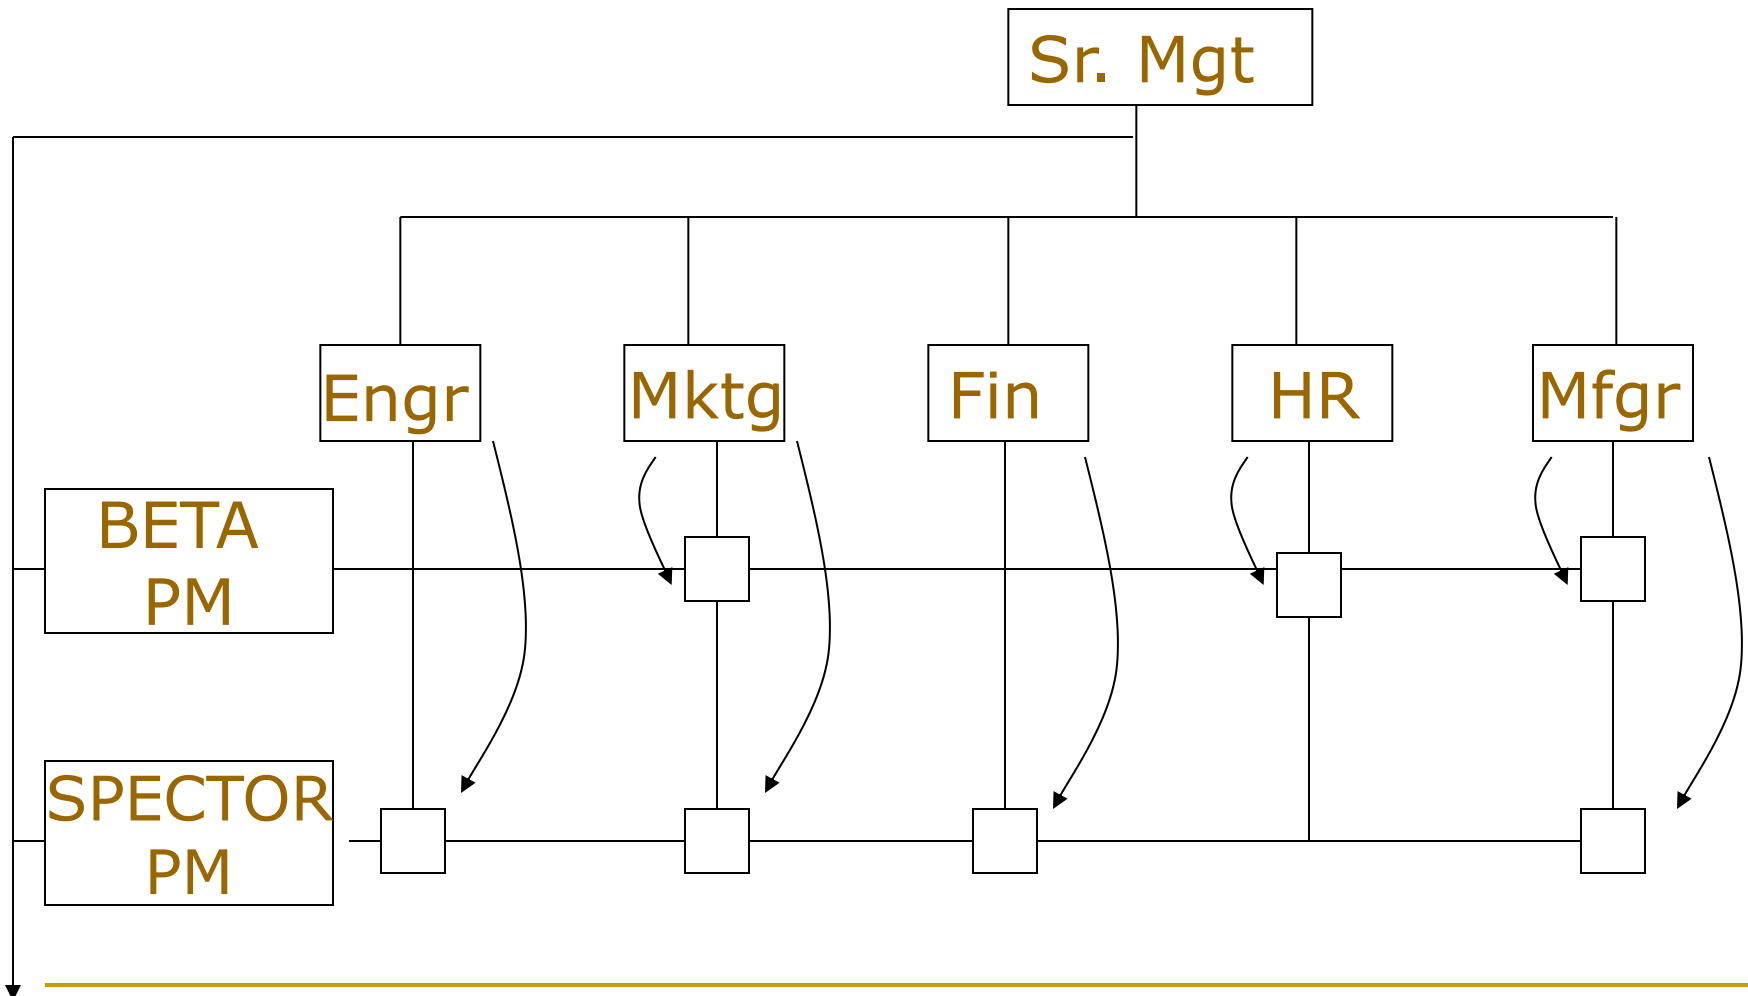 Sr. Mgt
Engr
Mktg
Fin
HR
Mfgr
BETA
PM
SPECTOR
PM